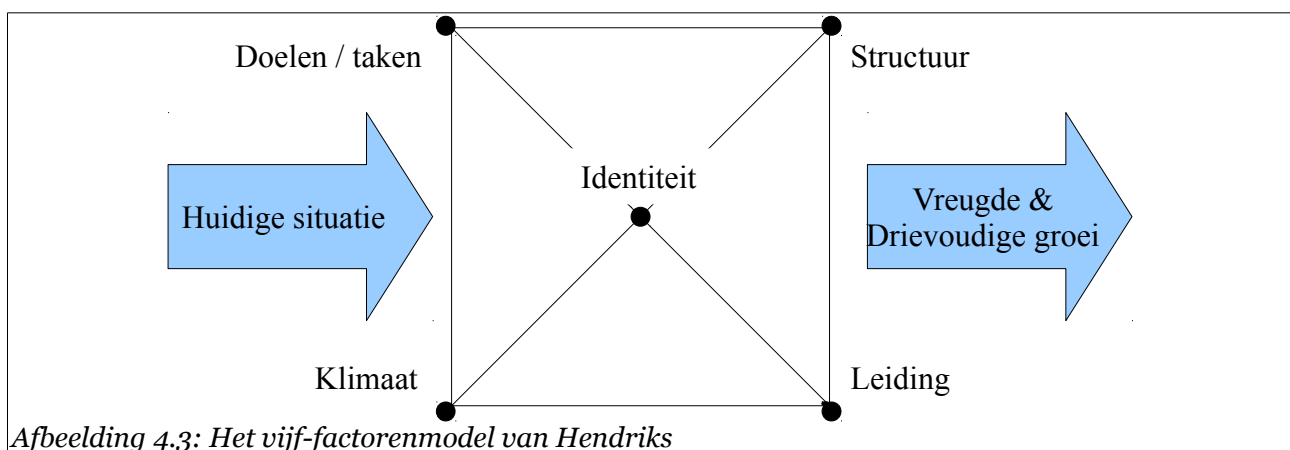 Doelen / taken
Structuur
Identiteit
Huidige situatie
Vreugde &
Drievoudige groei
Klimaat
Leiding
Afbeelding 4.3: Het vijf-factorenmodel van Hendriks